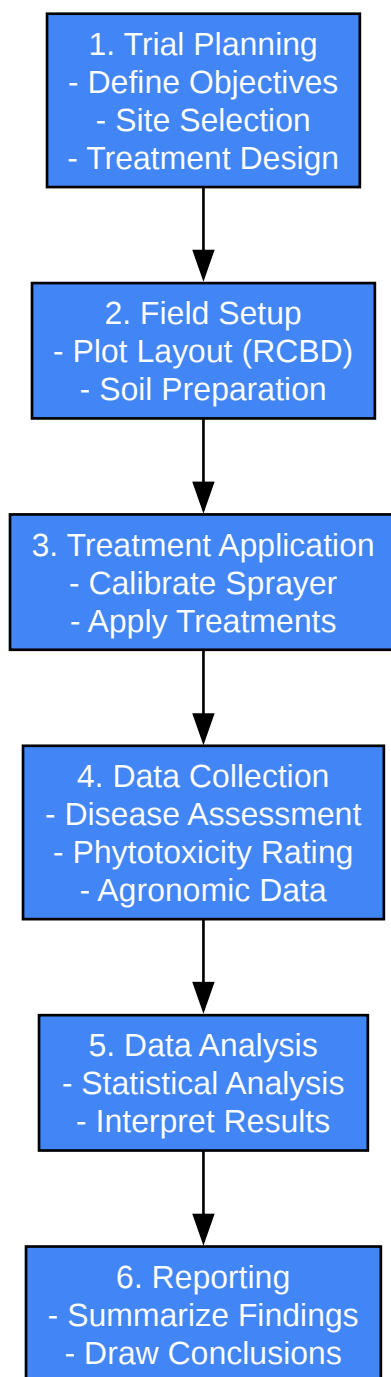 1. Trial Planning
- Define Objectives
- Site Selection
- Treatment Design
2. Field Setup
- Plot Layout (RCBD)
- Soil Preparation
3. Treatment Application
- Calibrate Sprayer
- Apply Treatments
4. Data Collection
- Disease Assessment
- Phytotoxicity Rating
- Agronomic Data
5. Data Analysis
- Statistical Analysis
- Interpret Results
6. Reporting
- Summarize Findings
- Draw Conclusions